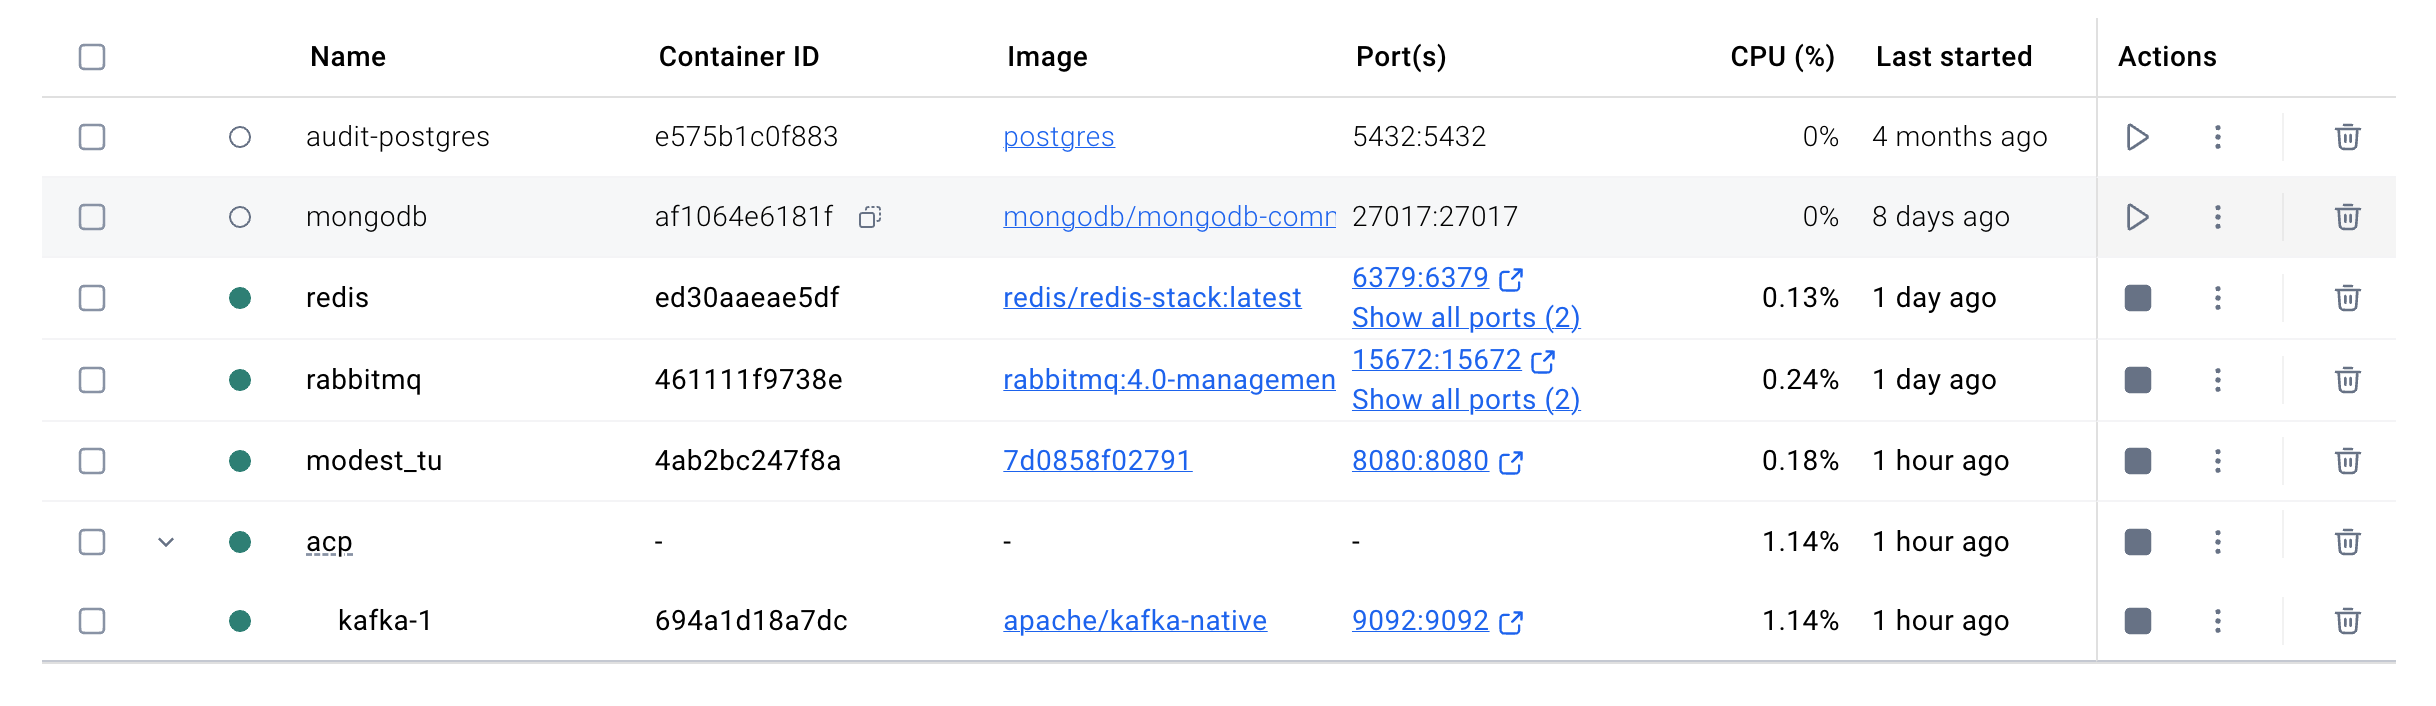 Name Container ID Image Port(s) CPU (%) Last started Actions
audit-postgres e575b1c0f883 postgres 5432:5432 0% 4 months ago
mongodb af1064e6181f mongodb/mongodb-comm 27017:27017 0% 8 days ago
redis ed30aaeae5df redis/redis-stack:latest 6379:6379 0.13% 1 day ago
Show all ports (2)
rabbitmq 461111f9738e rabbitmq:4.0-managemen 15672:15672 0.24% 1 day ago
Show all ports (2)
modest_tu 4ab2bc247f8a 7d0858f02791 8080:8080 0.18% 1 hour ago
acp - - - 1.14% 1 hour ago
kafka-1 694a1d18a7dc apache/kafka-native 9092:9092 1.14% 1 hour ago